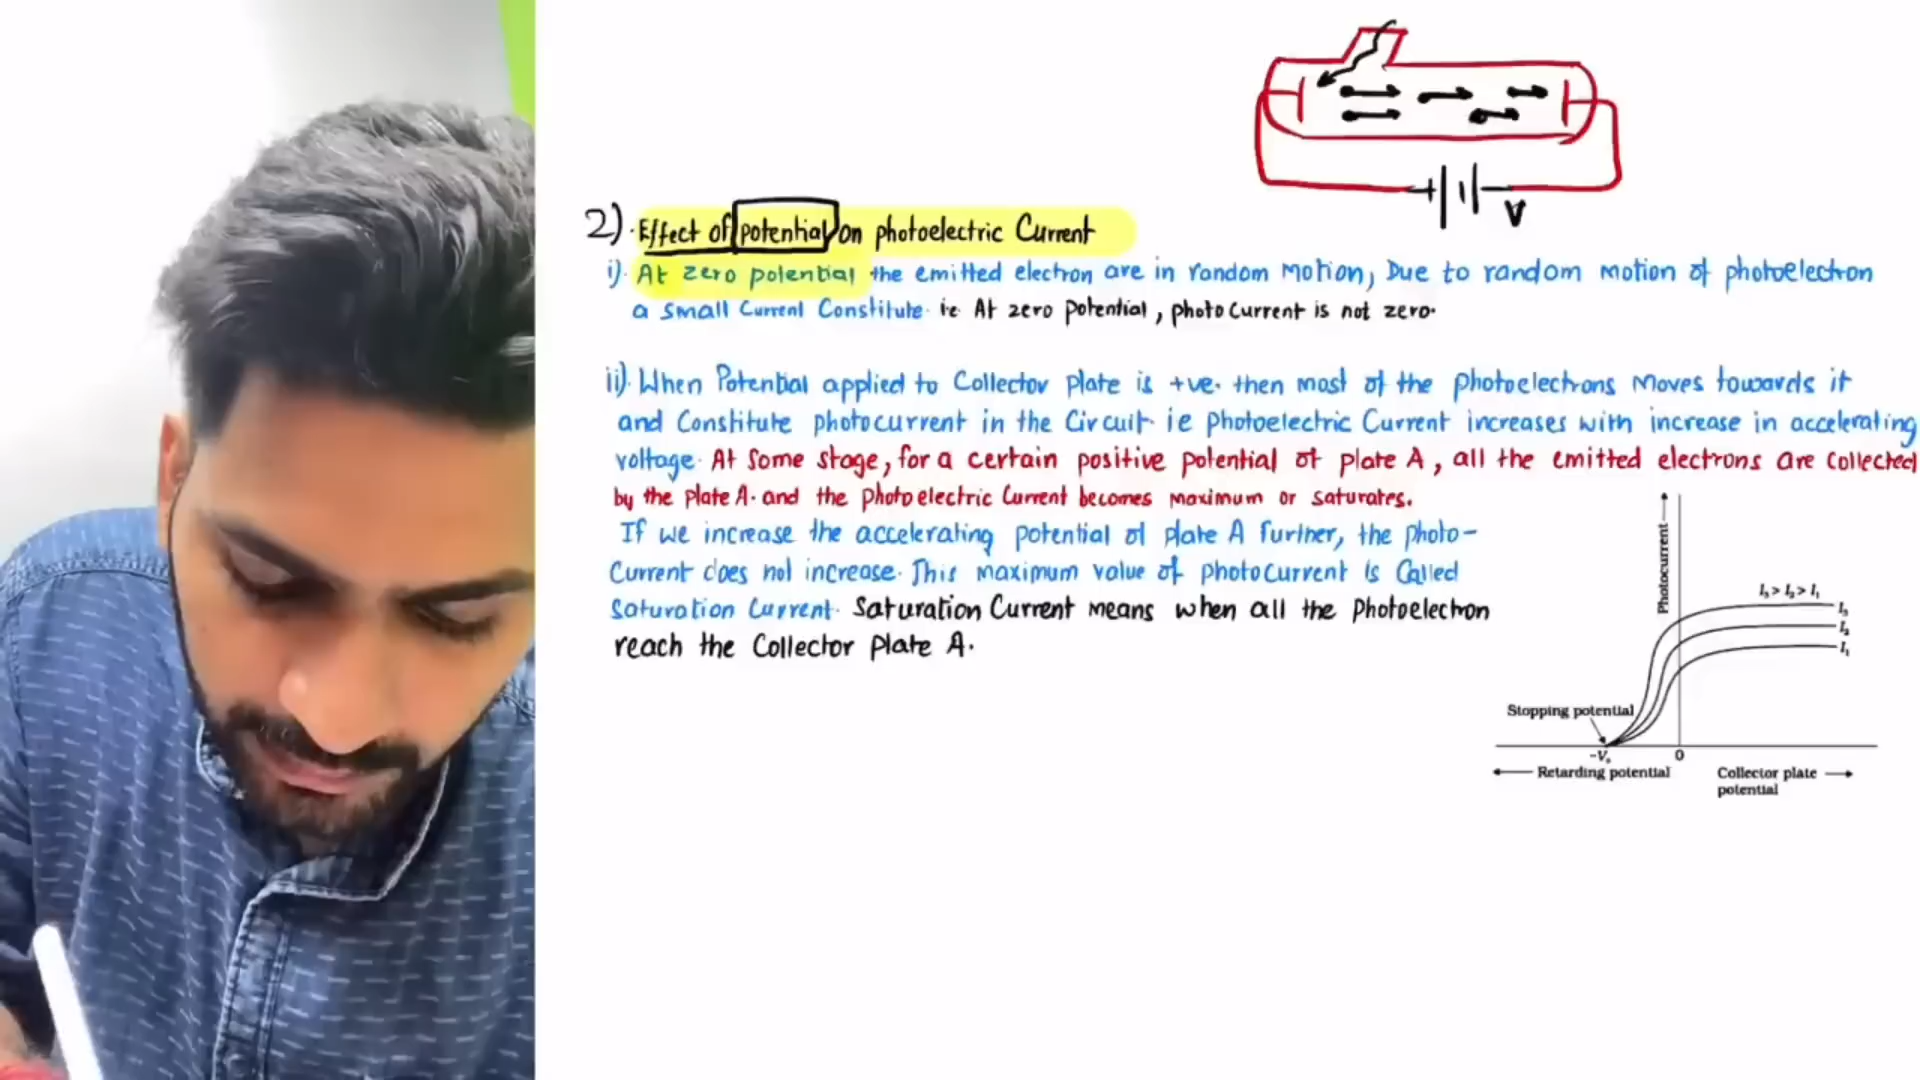 V
2). Effect of potential on photoelectric Current
i). At zero potential the emitted electron are in random motion, Due to random motion of photoelectron
a small Current Constitute. i.e. At zero Potential, photo Current is not zero.
ii). When Potential applied to Collector plate is +ve. then most of the photoelectrons Moves towards it
and Constitute photocurrent in the Circuit. ie Photoelectric Current increases with increase in accelerating
voltage. At Some stage, for a certain positive potential of plate A, all the emitted electrons are Collected
by the plate A. and the photoelectric Current becomes maximum or saturates.
If we increase the accelerating potential of plate A further, the photo-
Current does not increase. This maximum value of photocurrent is Called
Saturation Current. Saturation Current means when all the Photoelectron
reach the Collector plate A.
Photocurrent
I₃ > I₂ > I₁
I₃
I₂
I₁
Stopping potential
-V₀ 0
Retarding potential Collector plate
potential